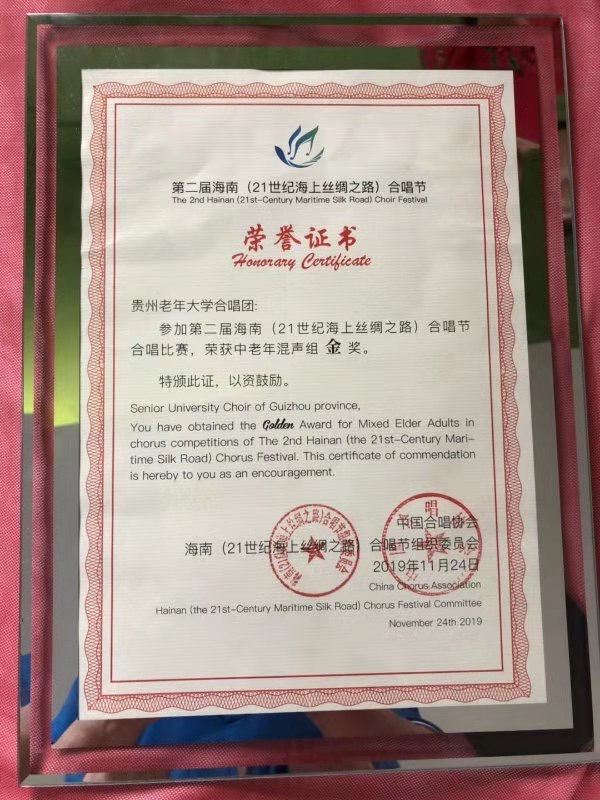 第二届海南（21世纪海上丝绸之路）合唱节
The 2nd Hainan (21st-Century Maritime Silk Road) Choir Festival
荣誉证书
Honorary Certificate
贵州老年大学合唱团:
参加第二届海南（21世纪海上丝绸之路）合唱节
合唱比赛，荣获中老年混声组 金 奖。
特颁此证，以资鼓励。
Senior University Choir of Guizhou province,
You have obtained the Golden Award for Mixed Elder Adults in
chorus competitions of The 2nd Hainan (the 21st-Century Mari-
time Silk Road) Chorus Festival. This certificate of commendation
is hereby to you as an encouragement.
中国合唱协会
海南（21世纪海上丝绸之路）合唱节组织委员会
2019年11月24日
China Chorus Association
Hainan (the 21st-Century Maritime Silk Road) Chorus Festival Committee
November 24th 2019